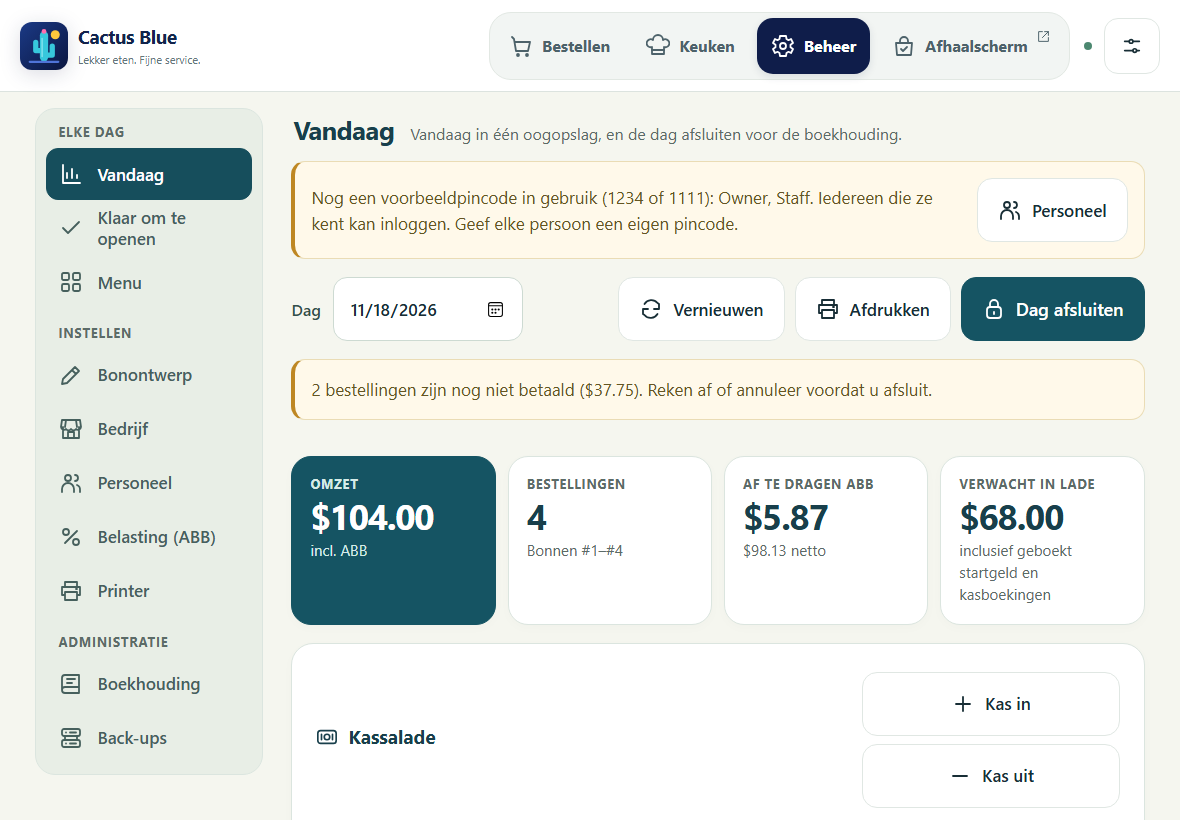 Cactus Blue
Lekker eten. Fijne service.
Bestellen
Keuken
Beheer
Afhaalscherm
ELKE DAG
Vandaag
Klaar om te
openen
Menu
INSTELLEN
Bonontwerp
Bedrijf
Personeel
Belasting (ABB)
Printer
ADMINISTRATIE
Boekhouding
Back-ups
Vandaag
Vandaag in één oogopslag, en de dag afsluiten voor de boekhouding.
Nog een voorbeeldpincode in gebruik (1234 of 1111): Owner, Staff. Iedereen die ze
kent kan inloggen. Geef elke persoon een eigen pincode.
Personeel
Dag
11/18/2026
Vernieuwen
Afdrukken
Dag afsluiten
2 bestellingen zijn nog niet betaald ($37.75). Reken af of annuleer voordat u afsluit.
OMZET
$104.00
incl. ABB
BESTELLINGEN
4
Bonnen #1–#4
AF TE DRAGEN ABB
$5.87
$98.13 netto
VERWACHT IN LADE
$68.00
inclusief geboekt
startgeld en
kasboekingen
Kassalade
Kas in
Kas uit